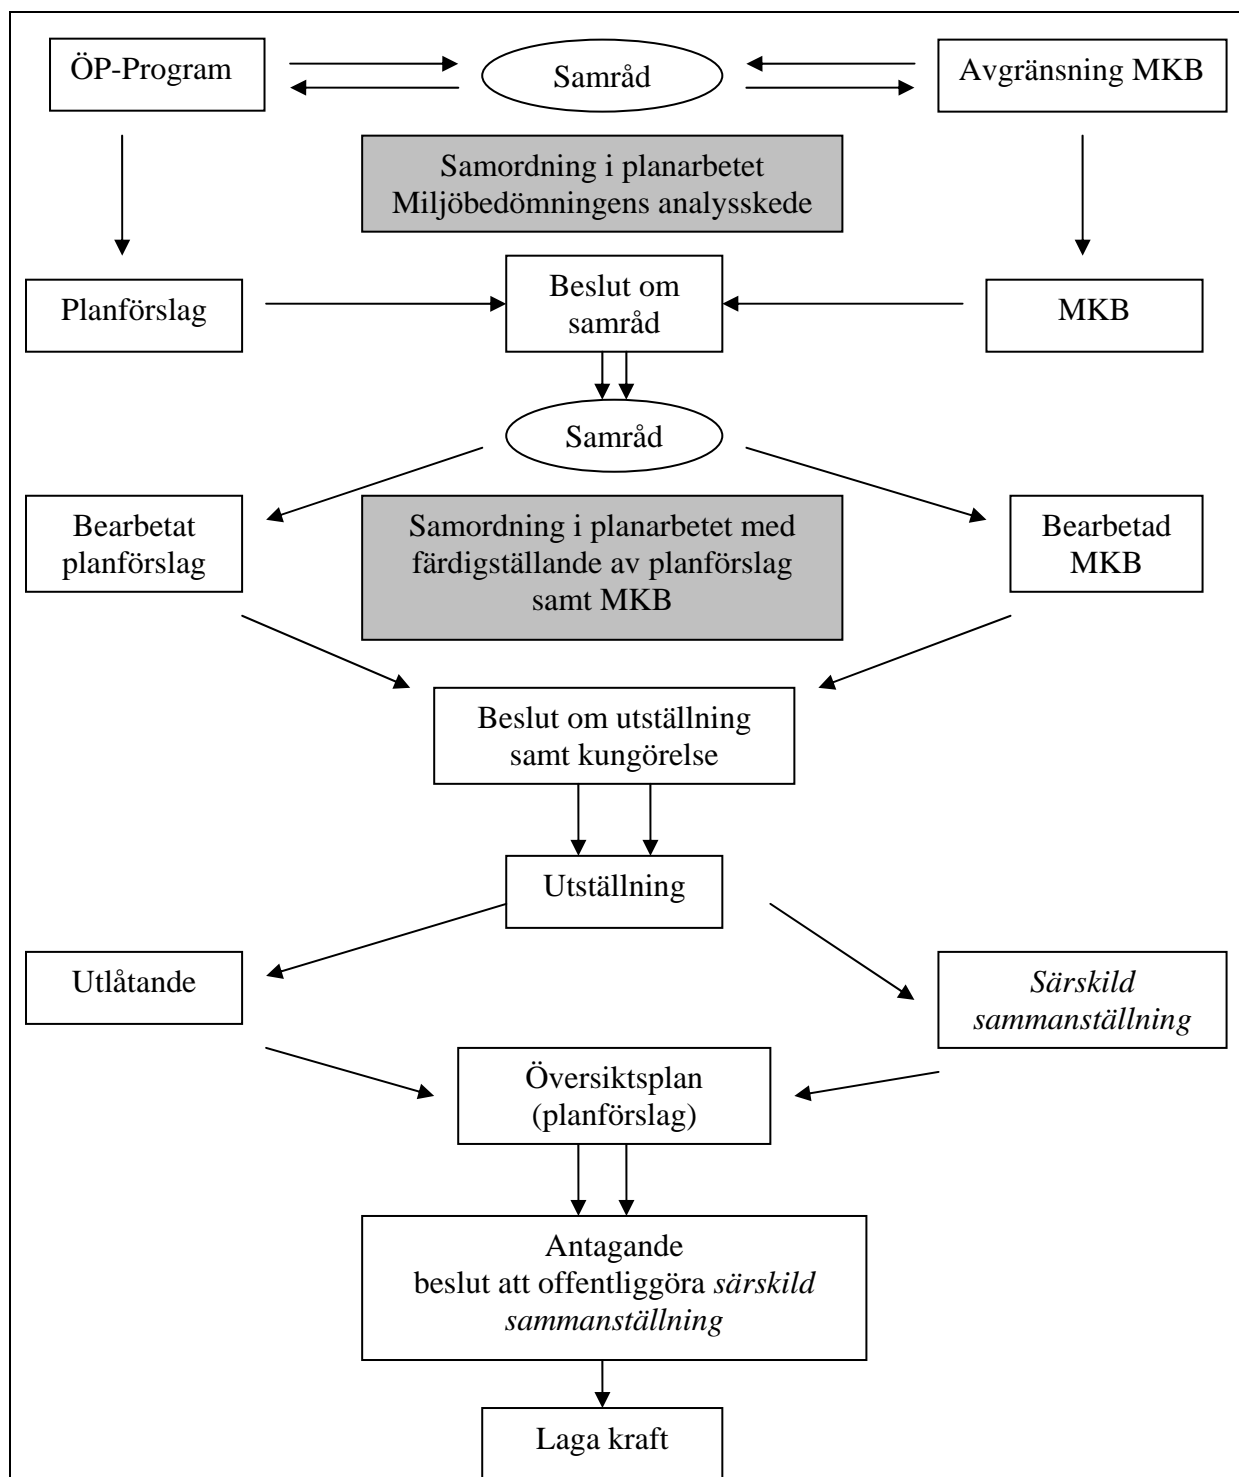 ÖP-Program
Samråd
Avgränsning MKB
Samordning i planarbetet
Miljöbedömningens analysskede
Planförslag
Beslut om
samråd
MKB
Samråd
Bearbetat
planförslag
Samordning i planarbetet med
färdigställande av planförslag
samt MKB
Bearbetad
MKB
Beslut om utställning
samt kungörelse
Utställning
Utlåtande
Särskild
sammanställning
Översiktsplan
(planförslag)
Antagande
beslut att offentliggöra särskild
sammanställning
Laga kraft